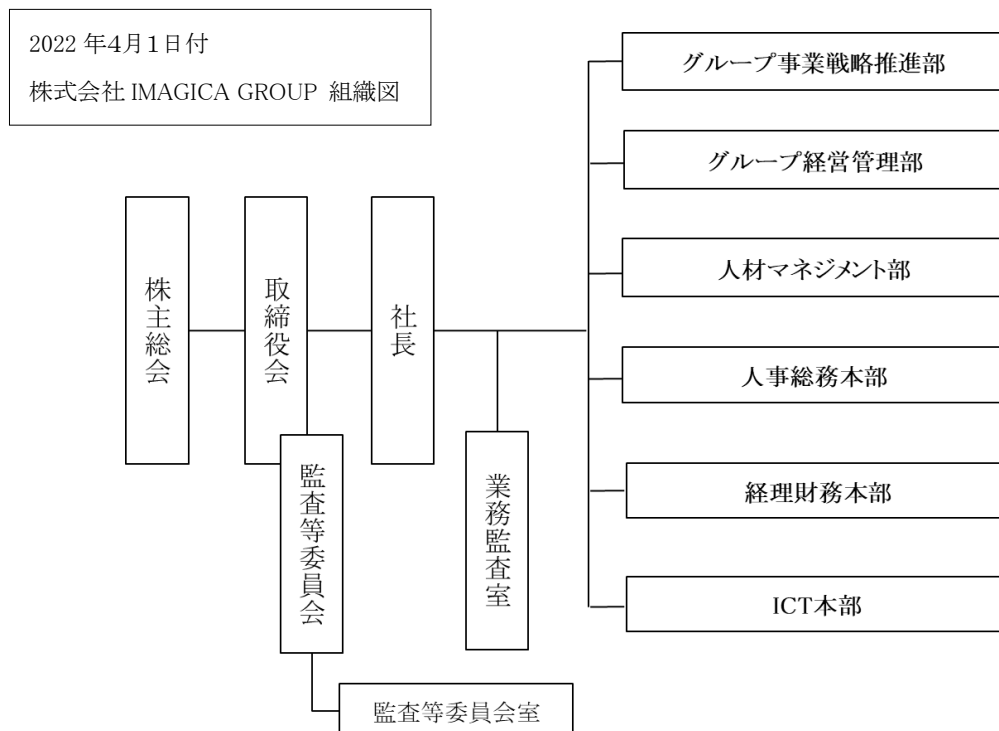 2022 年4月1日付
株式会社 IMAGICA GROUP 組織図
株主総会
取締役会
社長
監査等委員会
業務監査室
監査等委員会室
グループ事業戦略推進部
グループ経営管理部
人材マネジメント部
人事総務本部
経理財務本部
ICT本部